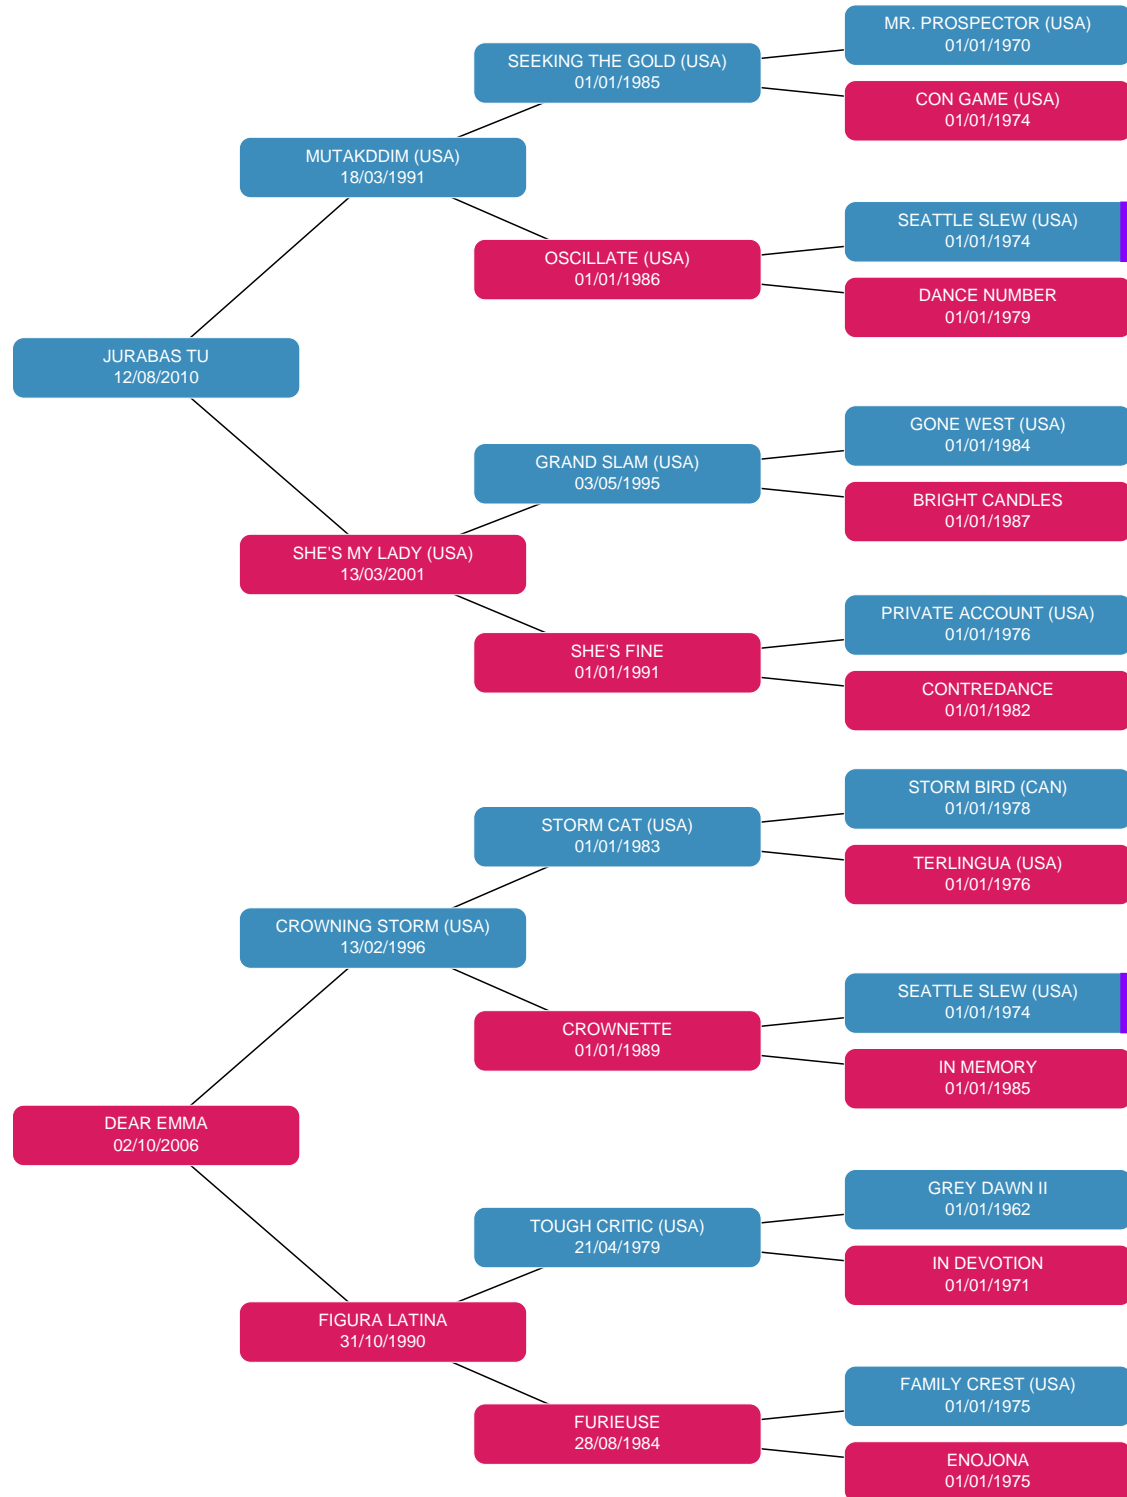 MR. PROSPECTOR (USA)
01/01/1970
SEEKING THE GOLD (USA)
01/01/1985
CON GAME (USA)
01/01/1974
MUTAKDDIM (USA)
18/03/1991
SEATTLE SLEW (USA)
01/01/1974
OSCILLATE (USA)
01/01/1986
DANCE NUMBER
01/01/1979
JURABAS TU
12/08/2010
GONE WEST (USA)
01/01/1984
GRAND SLAM (USA)
03/05/1995
BRIGHT CANDLES
01/01/1987
SHE'S MY LADY (USA)
13/03/2001
PRIVATE ACCOUNT (USA)
01/01/1976
SHE'S FINE
01/01/1991
CONTREDANCE
01/01/1982
STORM BIRD (CAN)
01/01/1978
STORM CAT (USA)
01/01/1983
TERLINGUA (USA)
01/01/1976
CROWNING STORM (USA)
13/02/1996
SEATTLE SLEW (USA)
01/01/1974
CROWNETTE
01/01/1989
IN MEMORY
01/01/1985
DEAR EMMA
02/10/2006
GREY DAWN II
01/01/1962
TOUGH CRITIC (USA)
21/04/1979
IN DEVOTION
01/01/1971
FIGURA LATINA
31/10/1990
FAMILY CREST (USA)
01/01/1975
FURIEUSE
28/08/1984
ENOJONA
01/01/1975